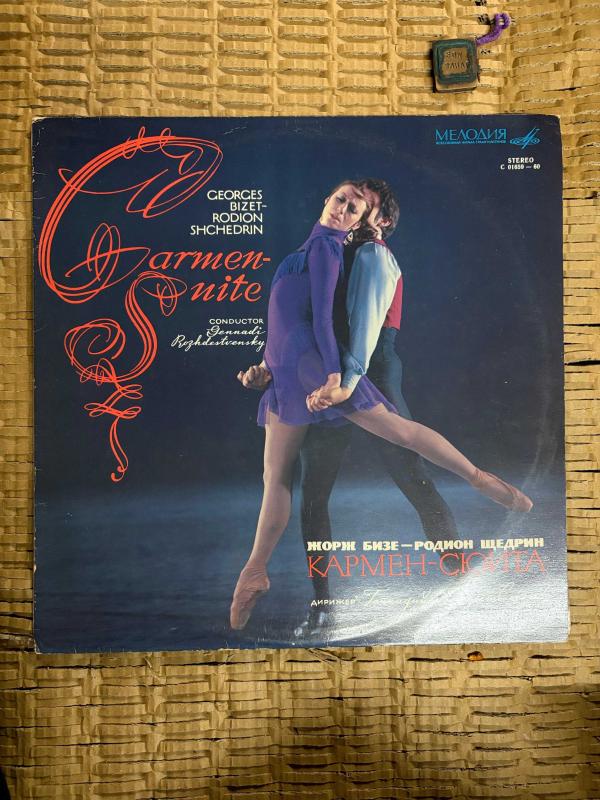 МЕЛОДИЯ
STEREO
С 01659—60
GEORGES
BIZET-
RODION
SHCHEDRIN
Carmen-
Suite
CONDUCTOR
Gennadi
Rozhdestvensky
ЖОРЖ БИЗЕ—РОДИОН ЩЕДРИН
КАРМЕН-СЮИТА
ДИРИЖЕР